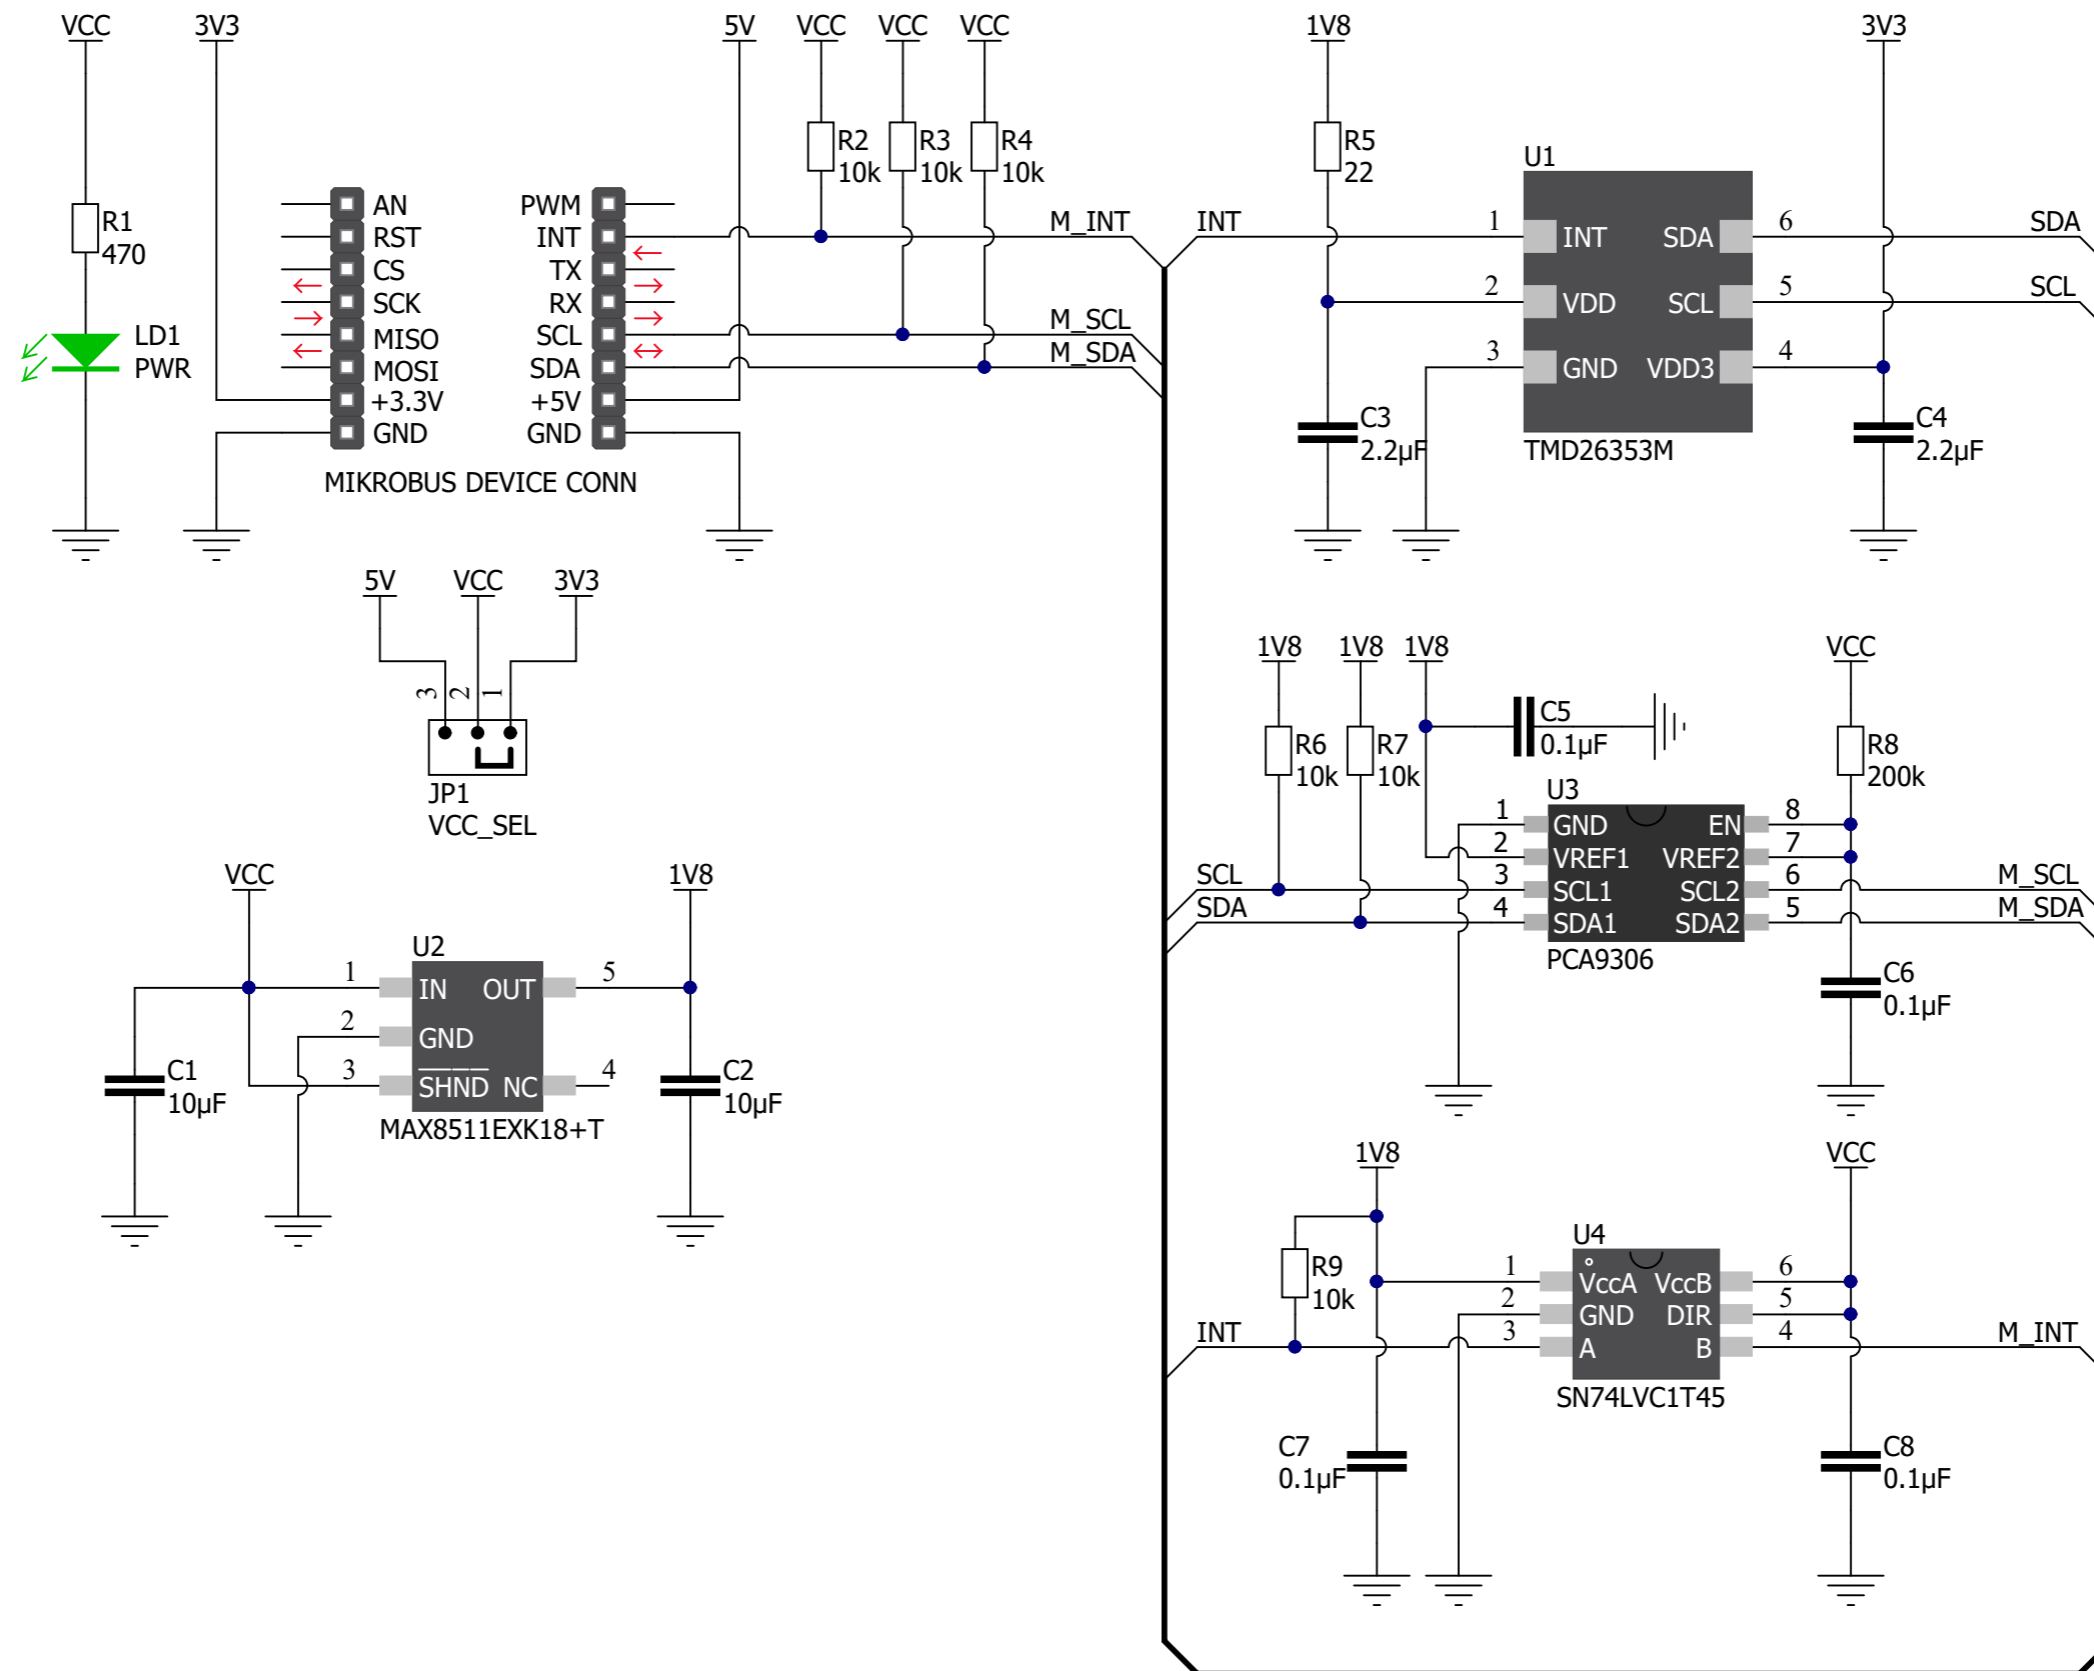 VCC
3V3
5V
VCC
VCC
VCC
R1
470
LD1
PWR
AN
RST
CS
SCK
MISO
MOSI
+3.3V
GND
PWM
INT
TX
RX
SCL
SDA
+5V
GND
MIKROBUS DEVICE CONN
R2
10k
R3
10k
R4
10k
M_INT
M_SCL
M_SDA
5V
VCC
3V3
3
2
1
JP1
VCC_SEL
VCC
1V8
U2
1
IN
OUT
5
2
GND
3
SHND
NC
4
MAX8511EXK18+T
C1
10µF
C2
10µF
1V8
3V3
R5
22
U1
INT
1
INT
SDA
6
SDA
2
VDD
SCL
5
SCL
3
GND
VDD3
4
TMD26353M
C3
2.2µF
C4
2.2µF
1V8
1V8
1V8
VCC
C5
0.1µF
R6
10k
R7
10k
R8
200k
U3
1
GND
EN
8
2
VREF1
VREF2
7
SCL
3
SCL1
SCL2
6
M_SCL
SDA
4
SDA1
SDA2
5
M_SDA
PCA9306
C6
0.1µF
1V8
VCC
R9
10k
U4
1
VccA
VccB
6
2
GND
DIR
5
INT
3
A
B
4
M_INT
SN74LVC1T45
C7
0.1µF
C8
0.1µF